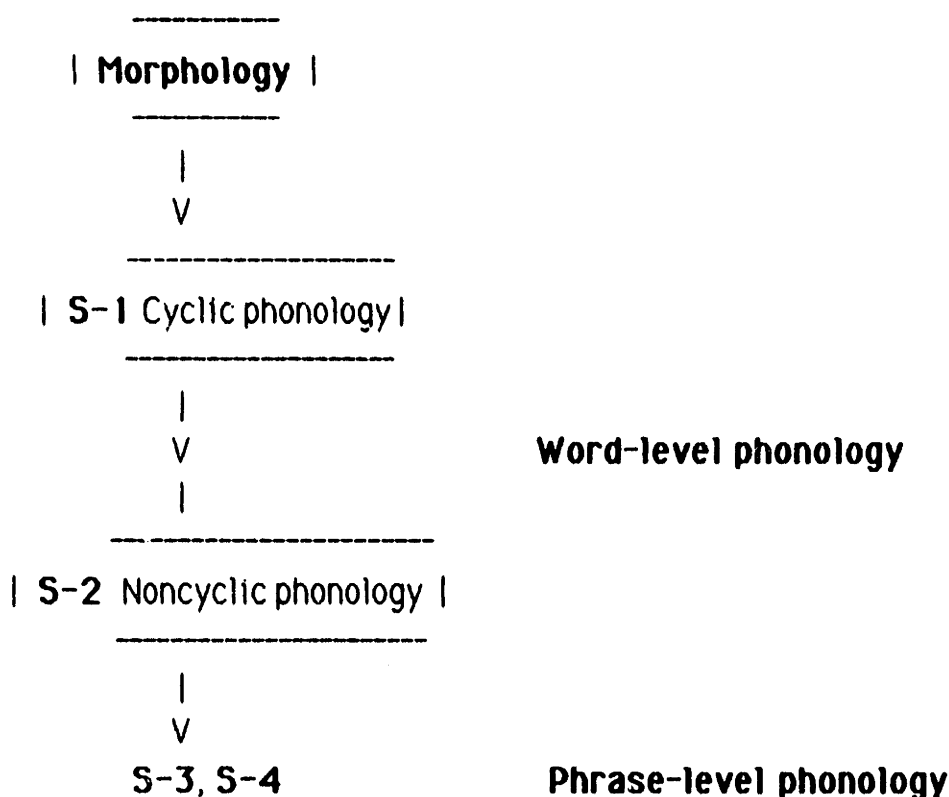 -----------
| Morphology |
-----------
|
V
--------------------
| S-1 Cyclic phonology |
--------------------
|
V Word-level phonology
|
------------------------
| S-2 Noncyclic phonology |
------------------------
|
V
S-3, S-4 Phrase-level phonology